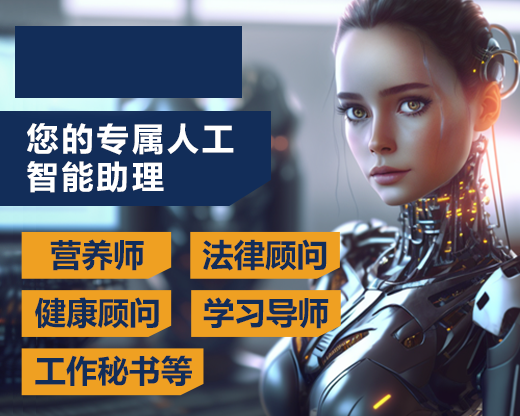 您的专属人工
智能助理
营养师
法律顾问
健康顾问
学习导师
工作秘书等